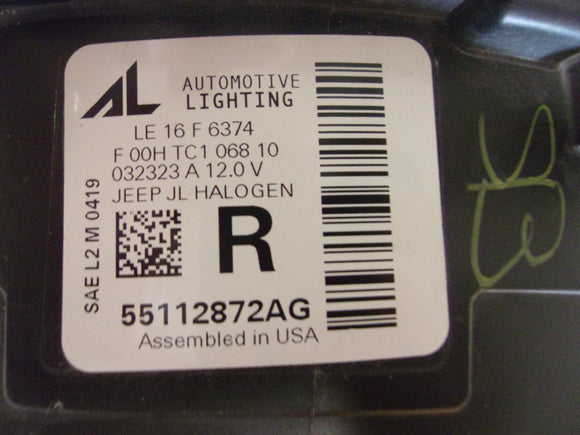 AL AUTOMOTIVE
LIGHTING
LE 16 F 6374
F 00H TC1 068 10
032323 A 12.0 V
JEEP JL HALOGEN
SAE L2 M 0419
R
55112872AG
Assembled in USA